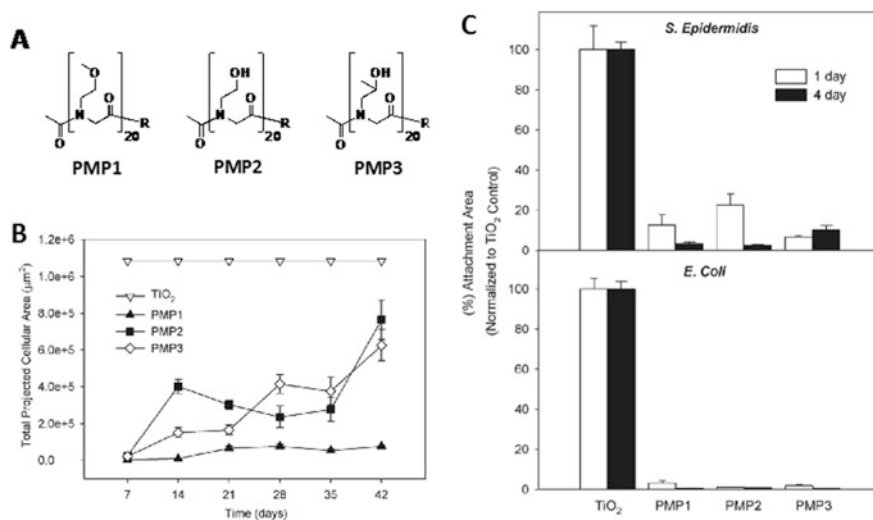 A
O
N
O
O
R
20
PMP1
OH
N
O
O
R
20
PMP2
OH
N
O
O
R
20
PMP3
B
Total Projected Cellular Area (μm²)
1.2e+6
1.0e+6
8.0e+5
6.0e+5
4.0e+5
2.0e+5
0.0
TiO₂
PMP1
PMP2
PMP3
7 14 21 28 35 42
Time (days)
C
(%) Attachment Area
(Normalized to TiO₂ Control)
S. Epidermidis
1 day
4 day
100
80
60
40
20
0
E. Coli
100
80
60
40
20
0
TiO₂ PMP1 PMP2 PMP3